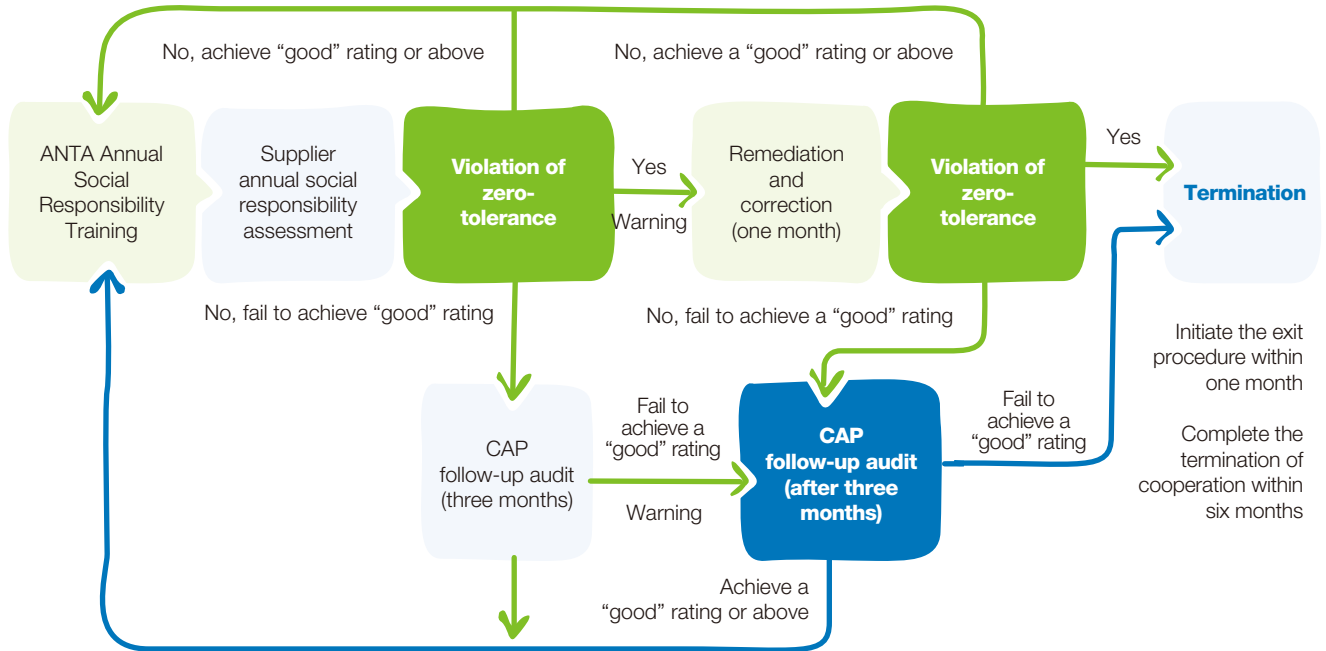 No, achieve “good” rating or above
No, achieve a “good” rating or above
ANTA Annual
Social
Responsibility
Training
Supplier
annual social
responsibility
assessment
Violation of
zero-
tolerance
Yes
Warning
Remediation
and
correction
(one month)
Violation of
zero-
tolerance
Yes
Termination
No, fail to achieve “good” rating
No, fail to achieve a “good” rating
Initiate the exit
procedure within
one month
Complete the
termination of
cooperation within
six months
CAP
follow-up audit
(three months)
Fail to
achieve a
“good” rating
Warning
CAP
follow-up audit
(after three
months)
Fail to
achieve a
“good” rating
Achieve a
“good” rating or above